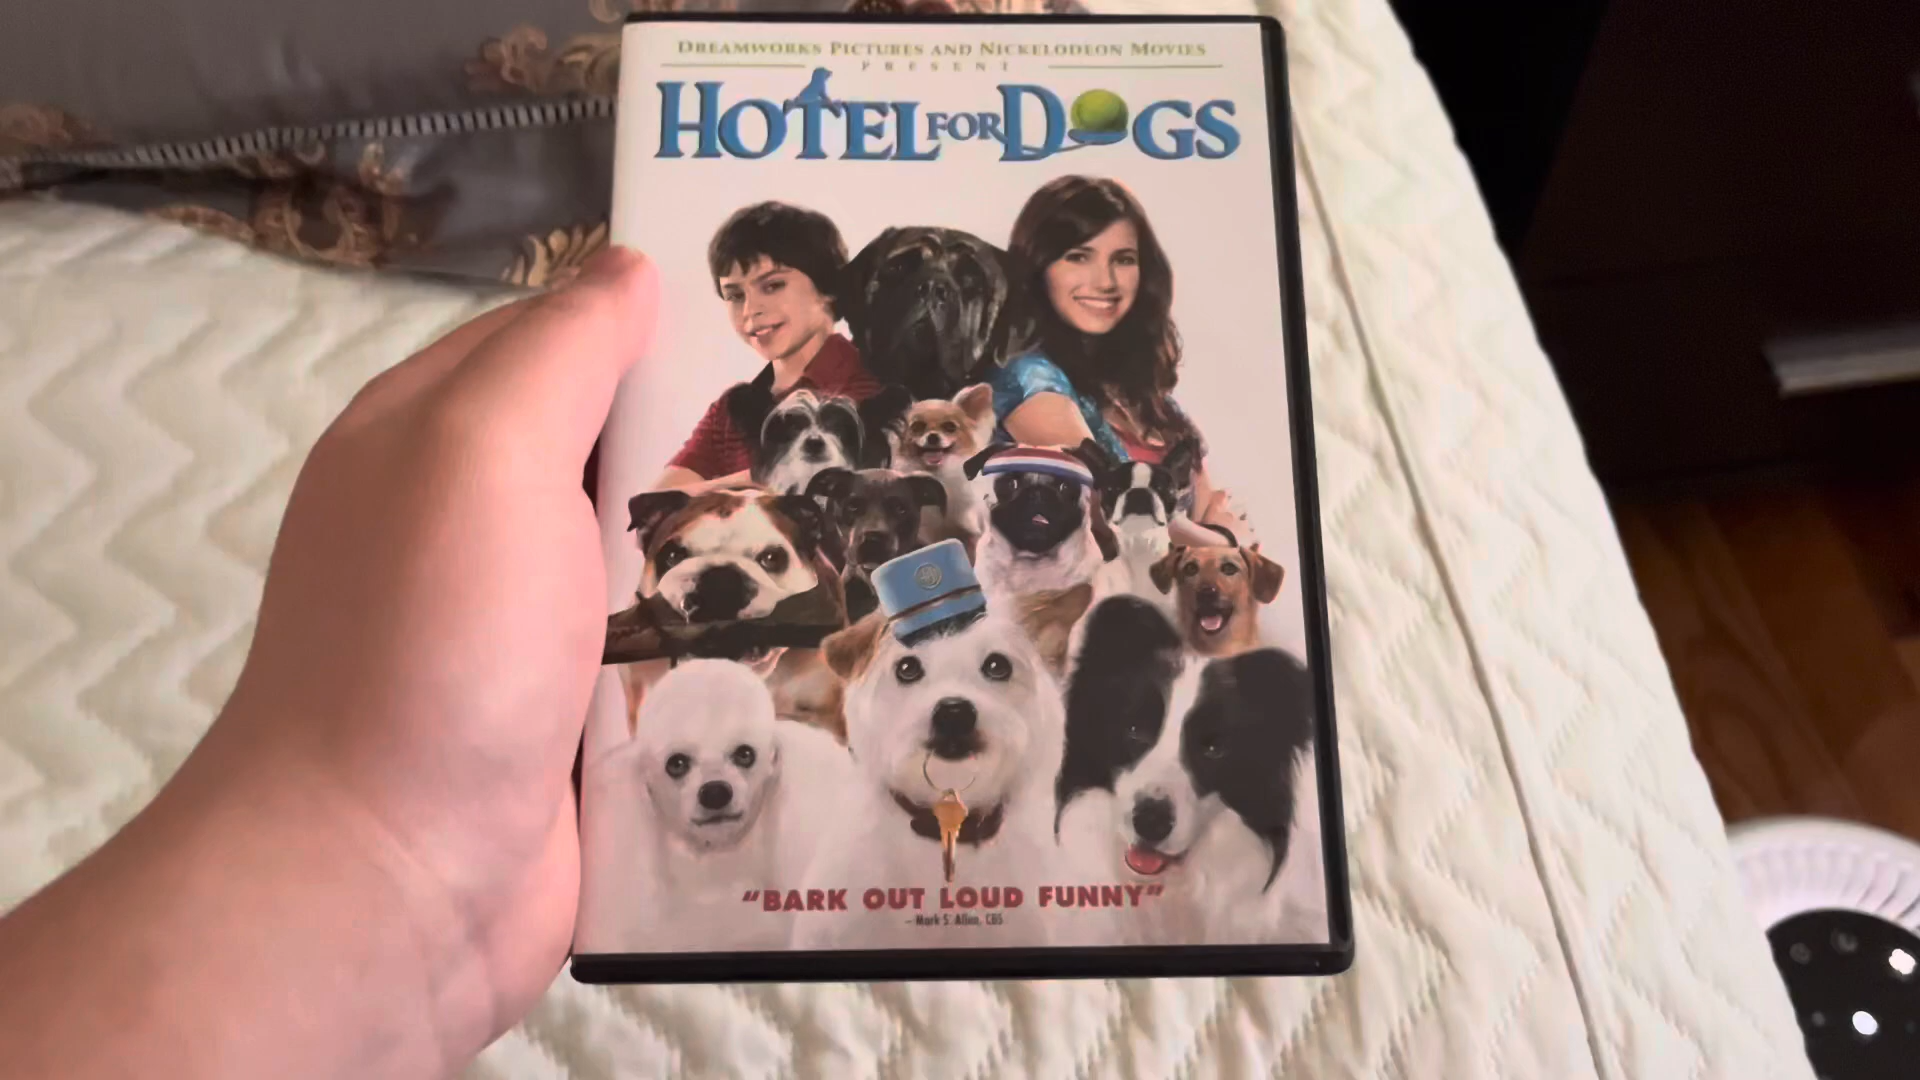 DREAMWORKS PICTURES AND NICKELODEON MOVIES
PRESENT
HOTEL FOR DOGS
"BARK OUT LOUD FUNNY"
– Mark S. Allen, CBS